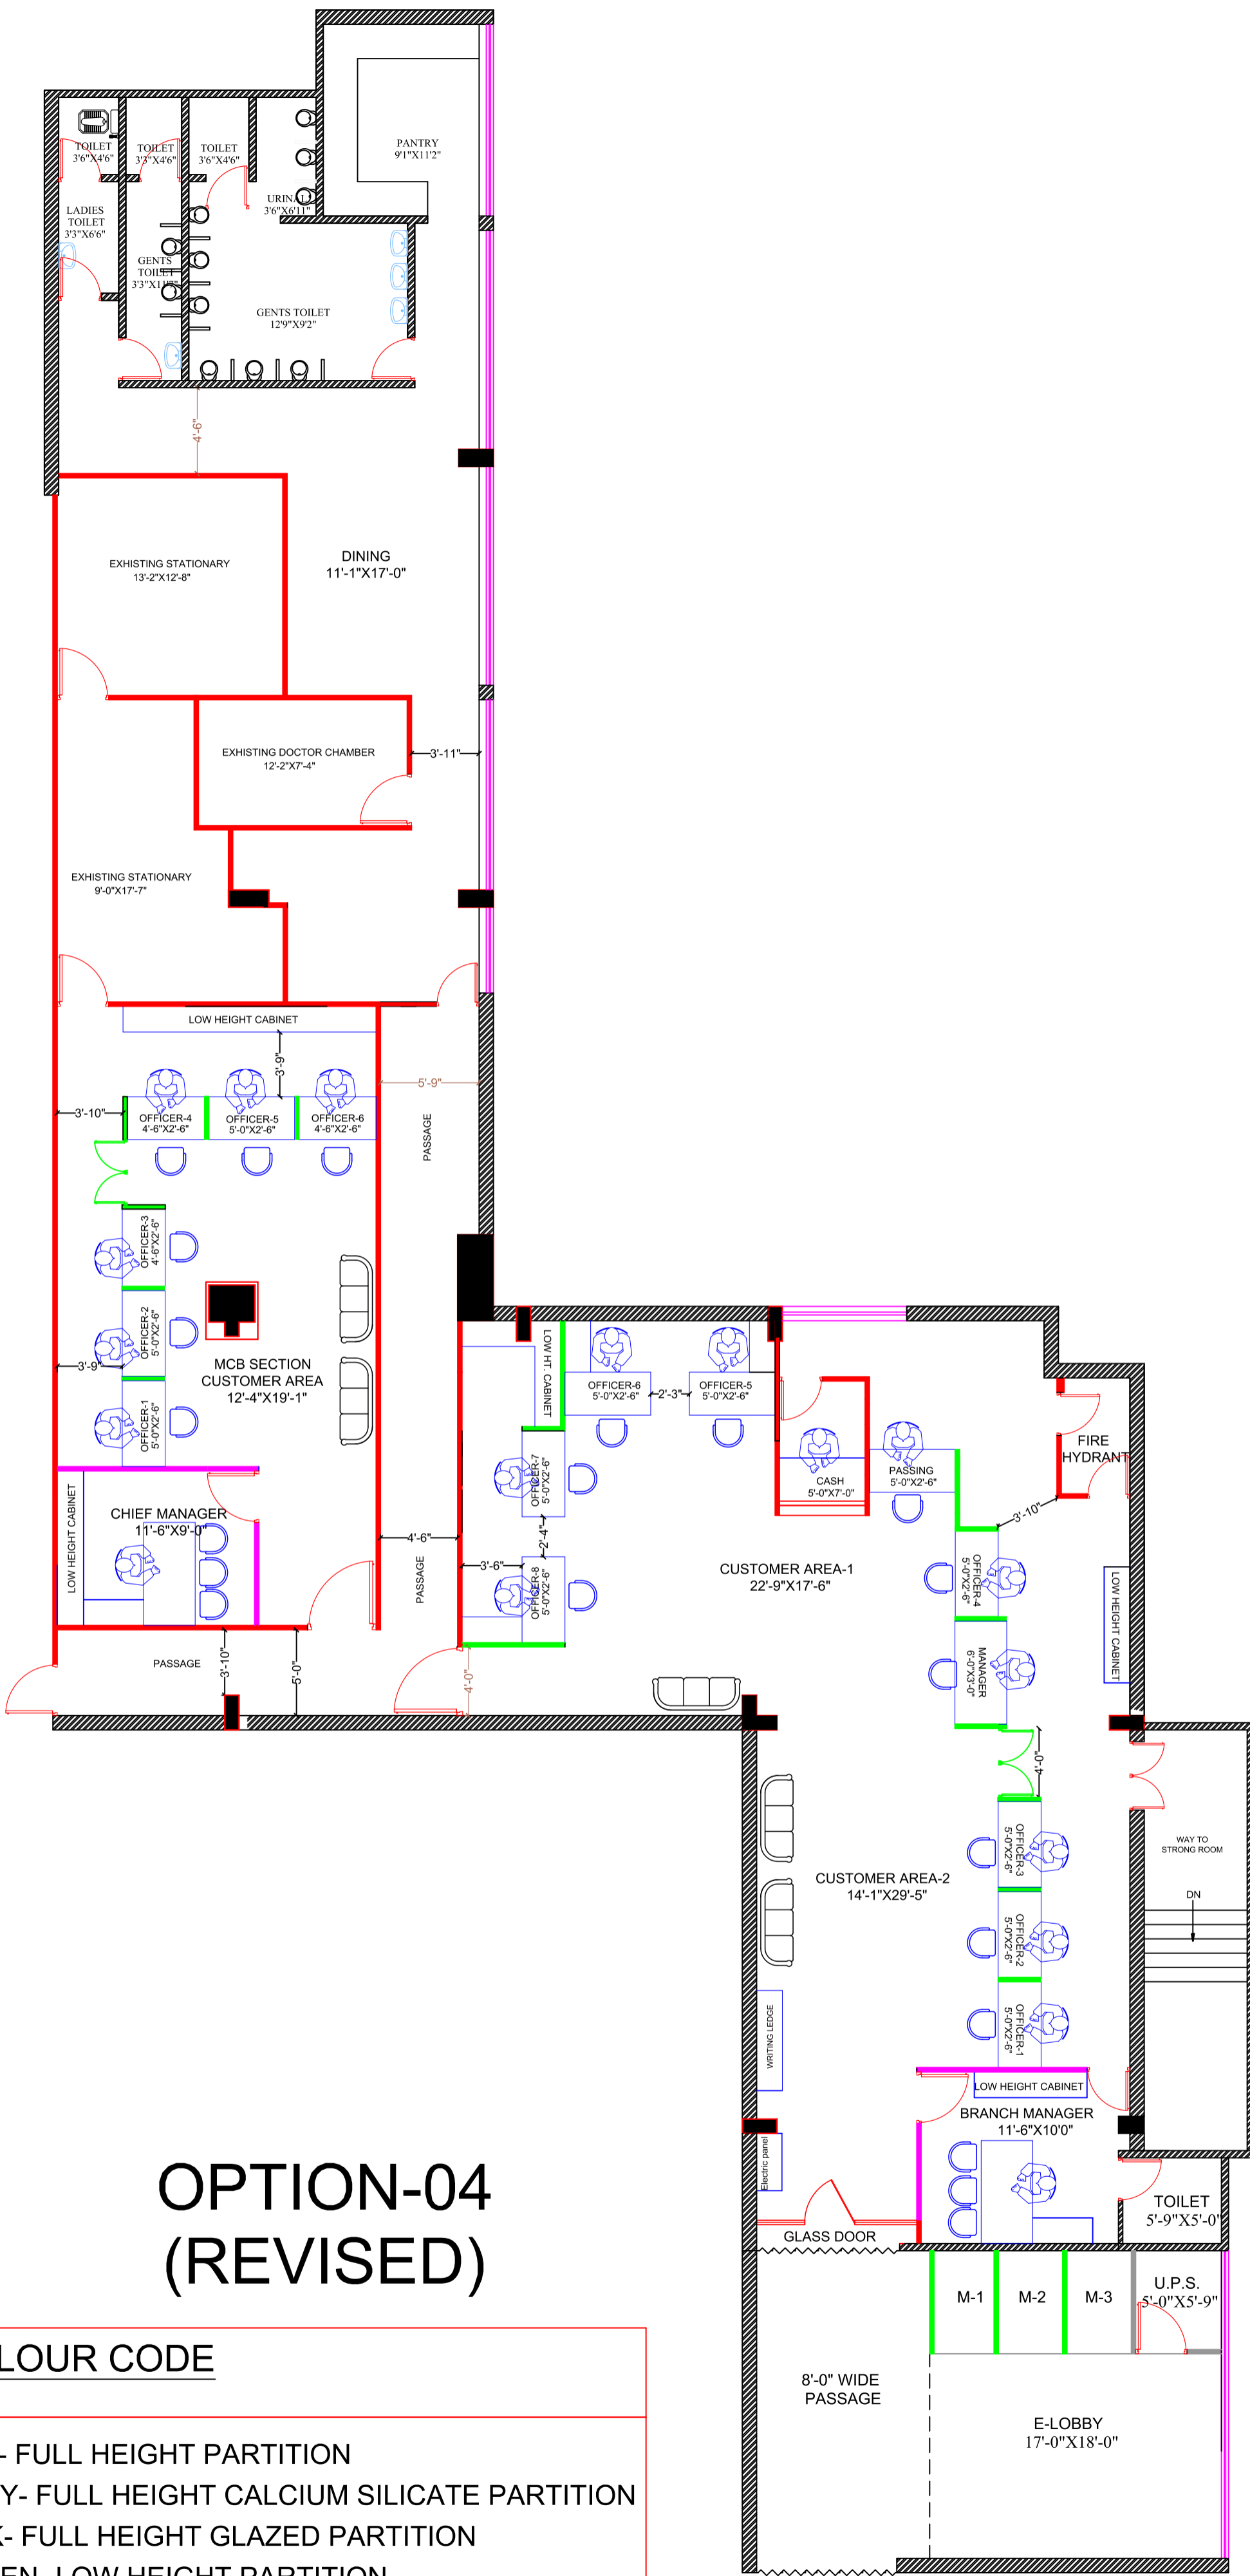 PANTRY
9'1"X11'2"
TOILET
3'6"X4'6"
TOILET
3'3"X4'6"
TOILET
3'6"X4'6"
URINAL
3'6"X6'11"
LADIES
TOILET
3'3"X6'6"
GENTS
TOILET
3'3"X11'7"
GENTS TOILET
12'9"X9'2"
4'-6"
EXHISTING STATIONARY
13'-2"X12'-8"
DINING
11'-1"X17'-0"
EXHISTING DOCTOR CHAMBER
12'-2"X7'-4"
3'-11"
EXHISTING STATIONARY
9'-0"X17'-7"
LOW HEIGHT CABINET
3'-9"
5'-9"
3'-10"
OFFICER-4
4'-6"X2'-6"
OFFICER-5
5'-0"X2'-6"
OFFICER-6
4'-6"X2'-6"
PASSAGE
OFFICER-3
4'-6"X2'-6"
OFFICER-2
5'-0"X2'-6"
OFFICER-1
5'-0"X2'-6"
3'-9"
MCB SECTION
CUSTOMER AREA
12'-4"X19'-1"
LOW HEIGHT CABINET
CHIEF MANAGER
11'-6"X9'-0"
4'-6"
PASSAGE
PASSAGE
3'-10"
5'-0"
4'-0"
LOW HT. CABINET
OFFICER-6
5'-0"X2'-6"
2'-3"
OFFICER-5
5'-0"X2'-6"
OFFICER-7
5'-0"X2'-6"
2'-4"
3'-6"
OFFICER-8
5'-0"X2'-6"
CASH
5'-0"X7'-0"
PASSING
5'-0"X2'-6"
FIRE
HYDRANT
3'-10"
CUSTOMER AREA-1
22'-9"X17'-6"
OFFICER-4
5'-0"X2'-6"
MANAGER
6'-0"X3'-0"
LOW HEIGHT CABINET
4'-0"
WAY TO
STRONG ROOM
DN
CUSTOMER AREA-2
14'-1"X29'-5"
OFFICER-3
5'-0"X2'-6"
OFFICER-2
5'-0"X2'-6"
OFFICER-1
5'-0"X2'-6"
WRITING LEDGE
LOW HEIGHT CABINET
BRANCH MANAGER
11'-6"X10'0"
Electric panel
GLASS DOOR
TOILET
5'-9"X5'-0"
M-1
M-2
M-3
U.P.S.
5'-0"X5'-9"
8'-0" WIDE
PASSAGE
E-LOBBY
17'-0"X18'-0"
OPTION-04
(REVISED)
LOUR CODE
- FULL HEIGHT PARTITION
Y- FULL HEIGHT CALCIUM SILICATE PARTITION
K- FULL HEIGHT GLAZED PARTITION
EN- LOW HEIGHT PARTITION